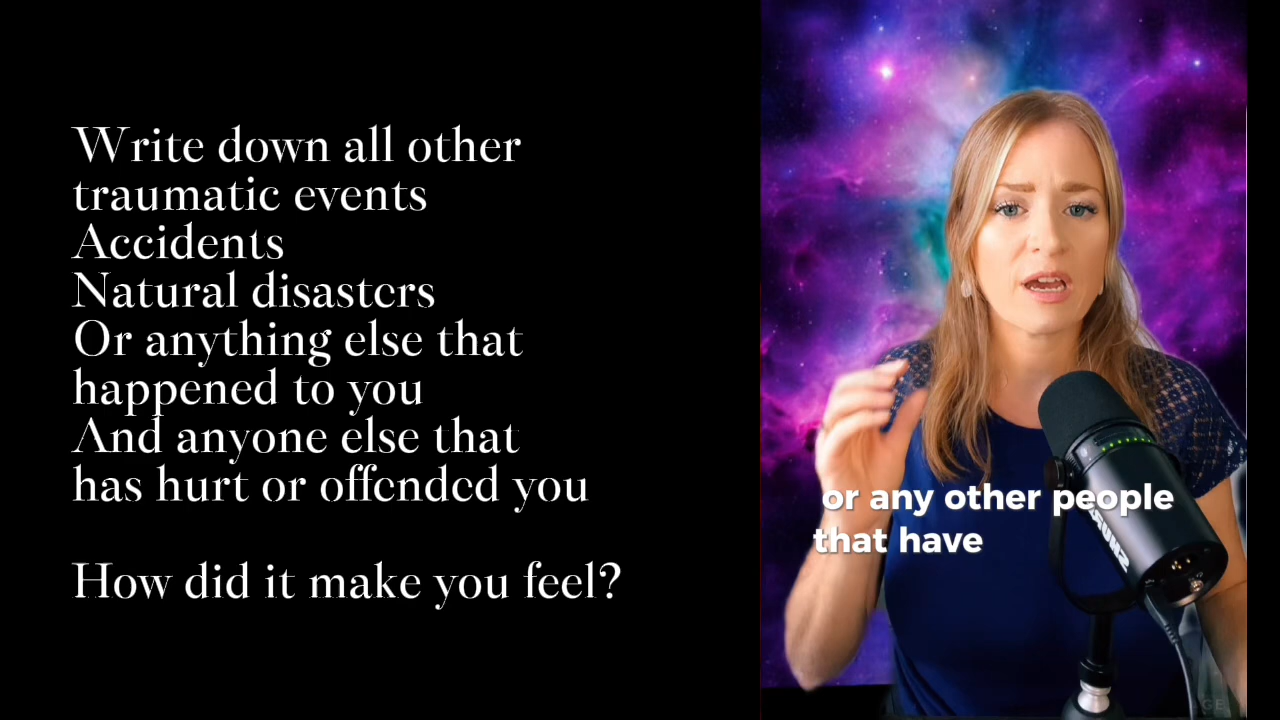 Write down all other
traumatic events
Accidents
Natural disasters
Or anything else that
happened to you
And anyone else that
has hurt or offended you
How did it make you feel?
or any other people
that have